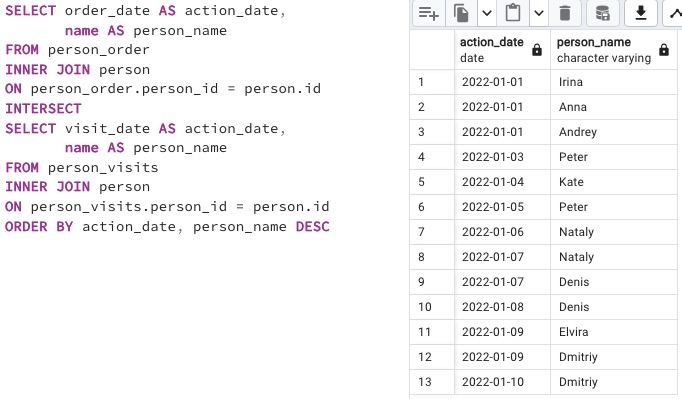 SELECT order_date AS action_date,
name AS person_name
FROM person_order
INNER JOIN person
ON person_order.person_id = person.id
INTERSECT
SELECT visit_date AS action_date,
name AS person_name
FROM person_visits
INNER JOIN person
ON person_visits.person_id = person.id
ORDER BY action_date, person_name DESC
action_date person_name
date character varying
1 2022-01-01 Irina
2 2022-01-01 Anna
3 2022-01-01 Andrey
4 2022-01-03 Peter
5 2022-01-04 Kate
6 2022-01-05 Peter
7 2022-01-06 Nataly
8 2022-01-07 Nataly
9 2022-01-07 Denis
10 2022-01-08 Denis
11 2022-01-09 Elvira
12 2022-01-09 Dmitriy
13 2022-01-10 Dmitriy